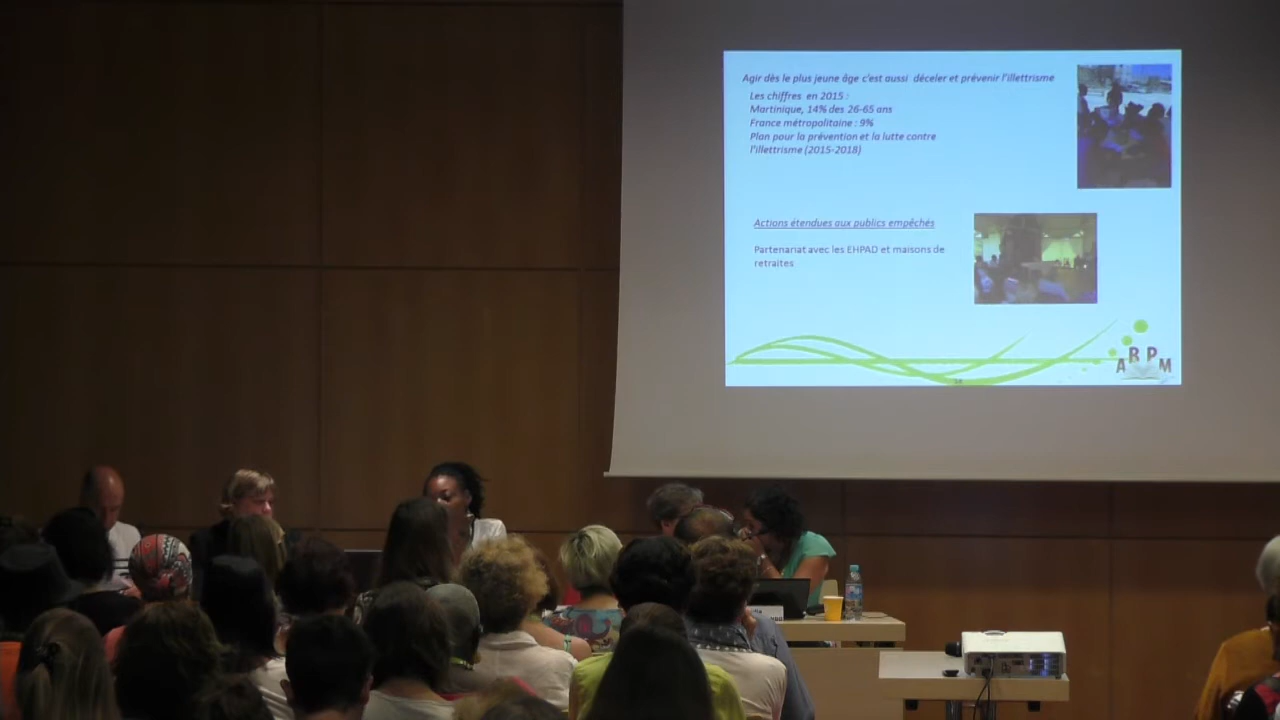 Agir dès le plus jeune âge c'est aussi déceler et prévenir l'illettrisme
Les chiffres en 2015 :
Martinique, 14% des 26-65 ans
France métropolitaine : 9%
Plan pour la prévention et la lutte contre
l'illettrisme (2015-2018)
Actions étendues aux publics empêchés
Partenariat avec les EHPAD et maisons de
retraites
ARPM